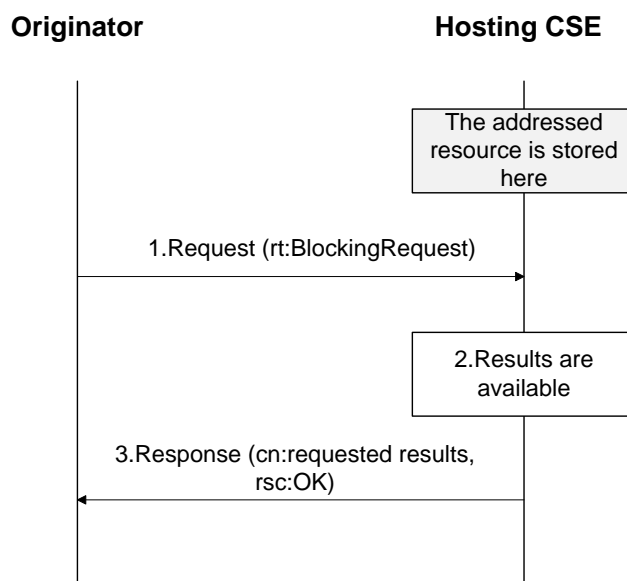 Originator Hosting CSE
The addressed
resource is stored
here
1.Request (rt:BlockingRequest)
2.Results are
available
3.Response (cn:requested results,
rsc:OK)